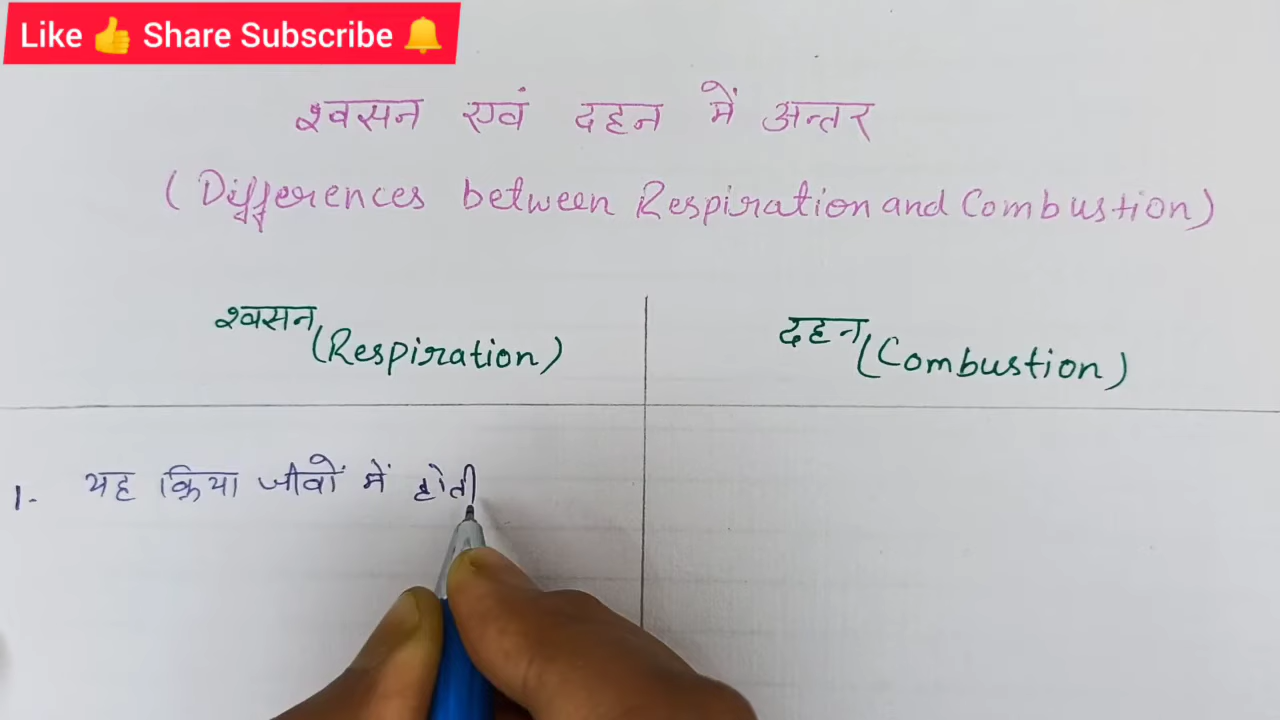 Like 👍 Share Subscribe 🔔
श्वसन एवं दहन में अन्तर
(Differences between Respiration and Combustion)
श्वसन (Respiration)
दहन (Combustion)
1. यह क्रिया जीवों में होती